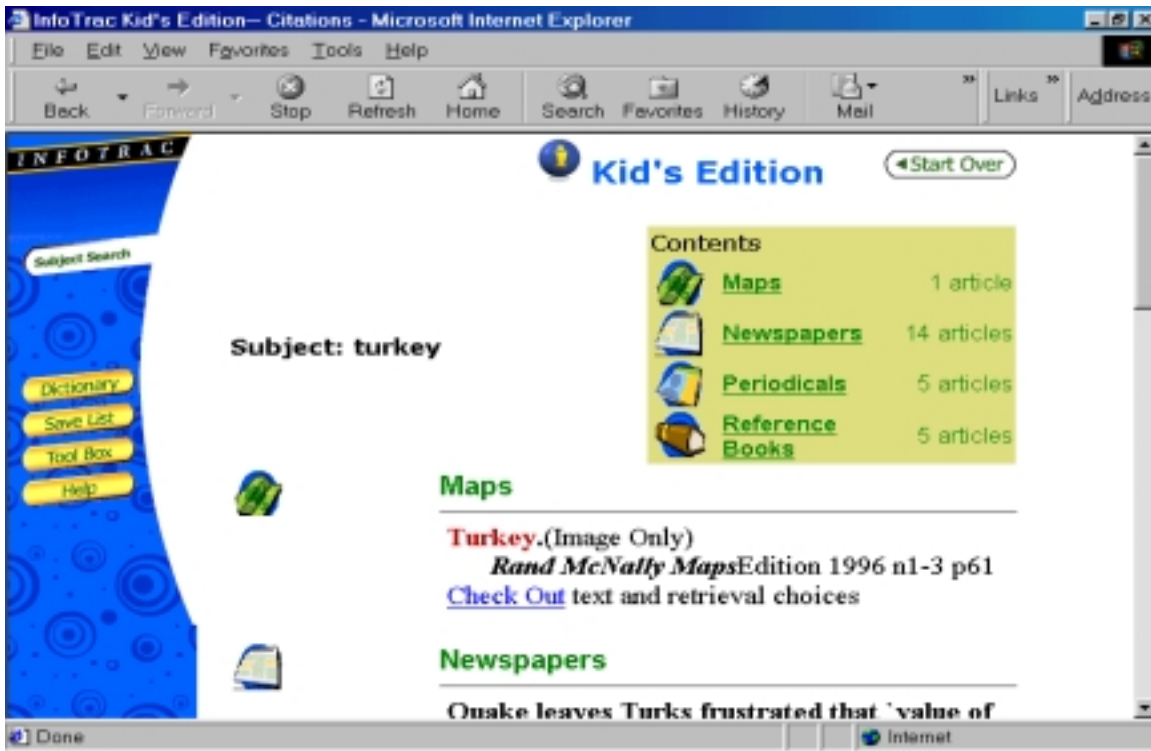 InfoTrac Kid's Edition– Citations - Microsoft Internet Explorer
File Edit View Favorites Tools Help
Back Forward Stop Refresh Home Search Favorites History Mail » Links » Address
INFOTRAC
Kid's Edition
Start Over
Subject Search
Contents
Maps 1 article
Newspapers 14 articles
Periodicals 5 articles
Reference
Books 5 articles
Subject: turkey
Dictionary
Save List
Tool Box
Help
Maps
Turkey.(Image Only)
Rand McNally MapsEdition 1996 n1-3 p61
Check Out text and retrieval choices
Newspapers
Quake leaves Turks frustrated that `value of
Done Internet